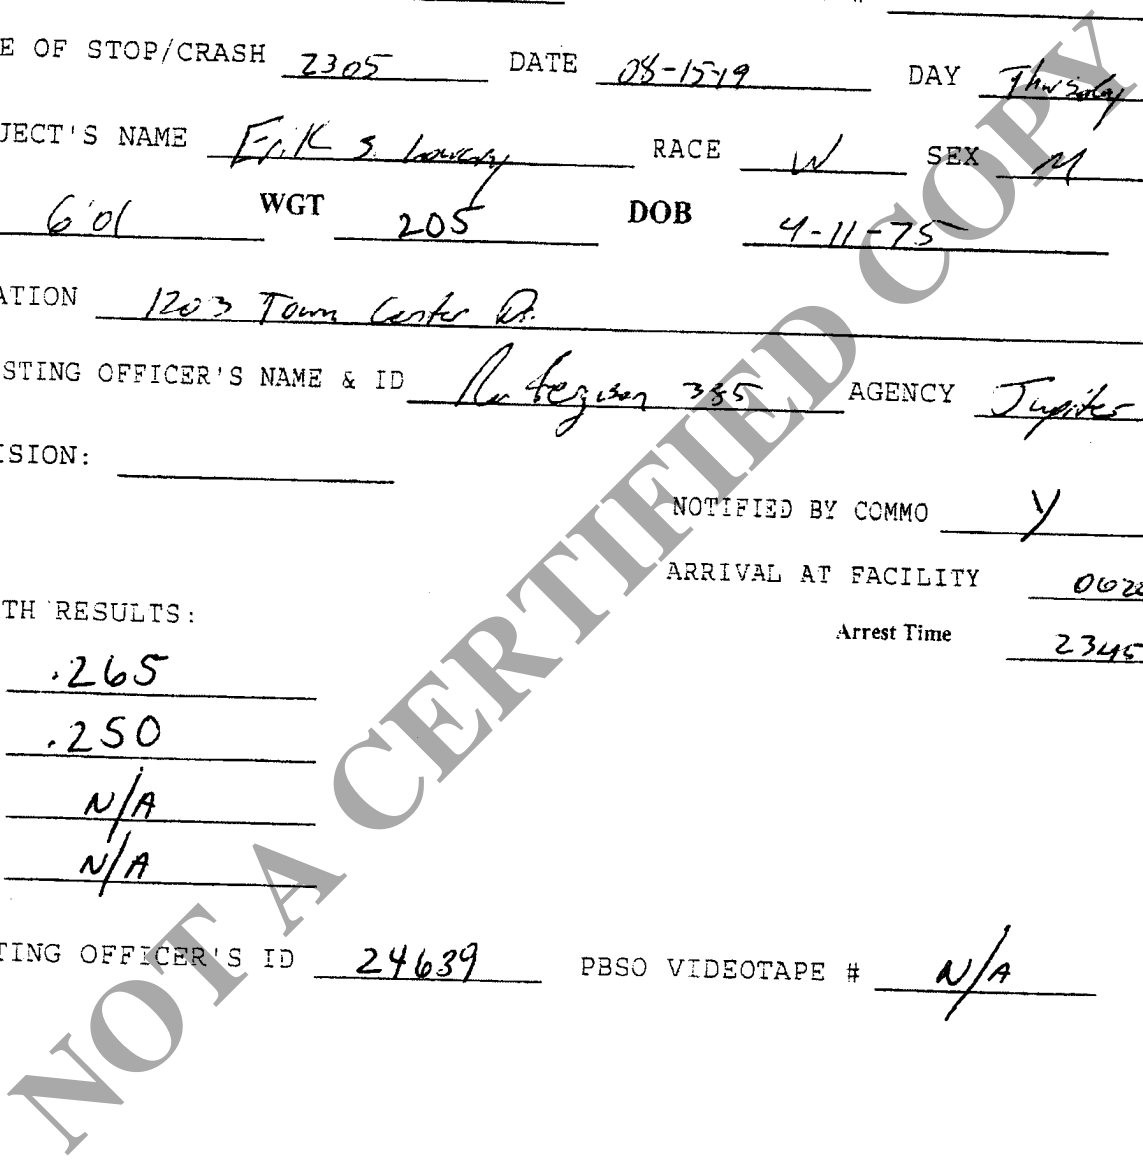 #
E OF STOP/CRASH 2305 DATE 08-15-19 DAY Thursday
JECT'S NAME Erik S. RACE W SEX M
6'01 WGT 205 DOB 4-11-75
ATION 1203 Town Center Dr.
STING OFFICER'S NAME & ID Ferguson 385 AGENCY Jupiter
ISION:
NOTIFIED BY COMMO Y
ARRIVAL AT FACILITY
TH RESULTS:
Arrest Time 2345
.265
.250
N/A
N/A
TING OFFICER'S ID 24639 PBSO VIDEOTAPE # N/A
NOT A CERTIFIED COPY